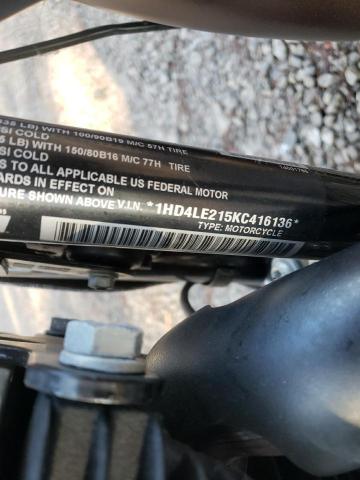 335 LB) WITH 100/90B19 M/C 57H TIRE
SI COLD
5 LB) WITH 150/80B16 M/C 77H TIRE
SI COLD
TO ALL APPLICABLE US FEDERAL MOTOR
ARDS IN EFFECT ON
URE SHOWN ABOVE V.I.N. *1HD4LE215KC416136*
TYPE: MOTORCYCLE